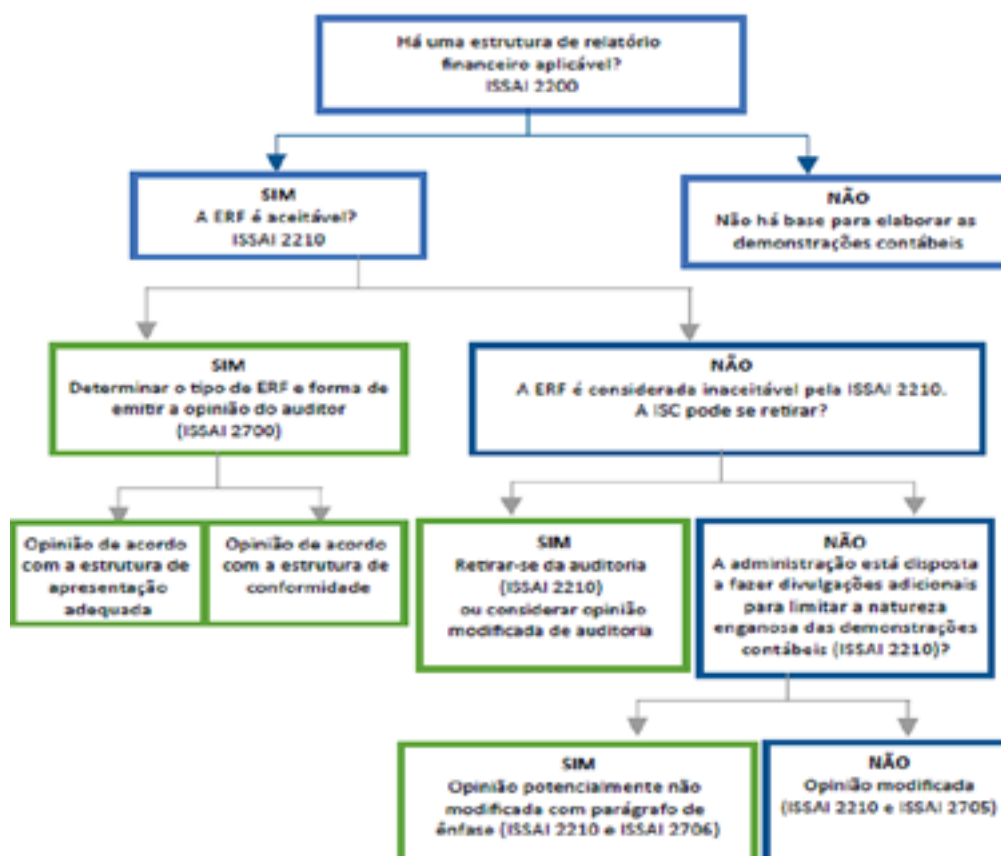 Há uma estrutura de relatório
financeiro aplicável?
ISSAI 2200
SIM
A ERF é aceitável?
ISSAI 2210
NÃO
Não há base para elaborar as
demonstrações contábeis
SIM
Determinar o tipo de ERF e forma de
emitir a opinião do auditor
(ISSAI 2700)
NÃO
A ERF é considerada inaceitável pela ISSAI 2210.
A ISC pode se retirar?
Opinião de acordo
com a estrutura de
apresentação
adequada
Opinião de acordo
com a estrutura de
conformidade
SIM
Retirar-se da auditoria
(ISSAI 2210)
ou considerar opinião
modificada de auditoria
NÃO
A administração está disposta
a fazer divulgações adicionais
para limitar a natureza
enganosa das demonstrações
contábeis (ISSAI 2210)?
SIM
Opinião potencialmente não
modificada com parágrafo de
ênfase (ISSAI 2210 e ISSAI 2706)
NÃO
Opinião modificada
(ISSAI 2210 e ISSAI 2705)